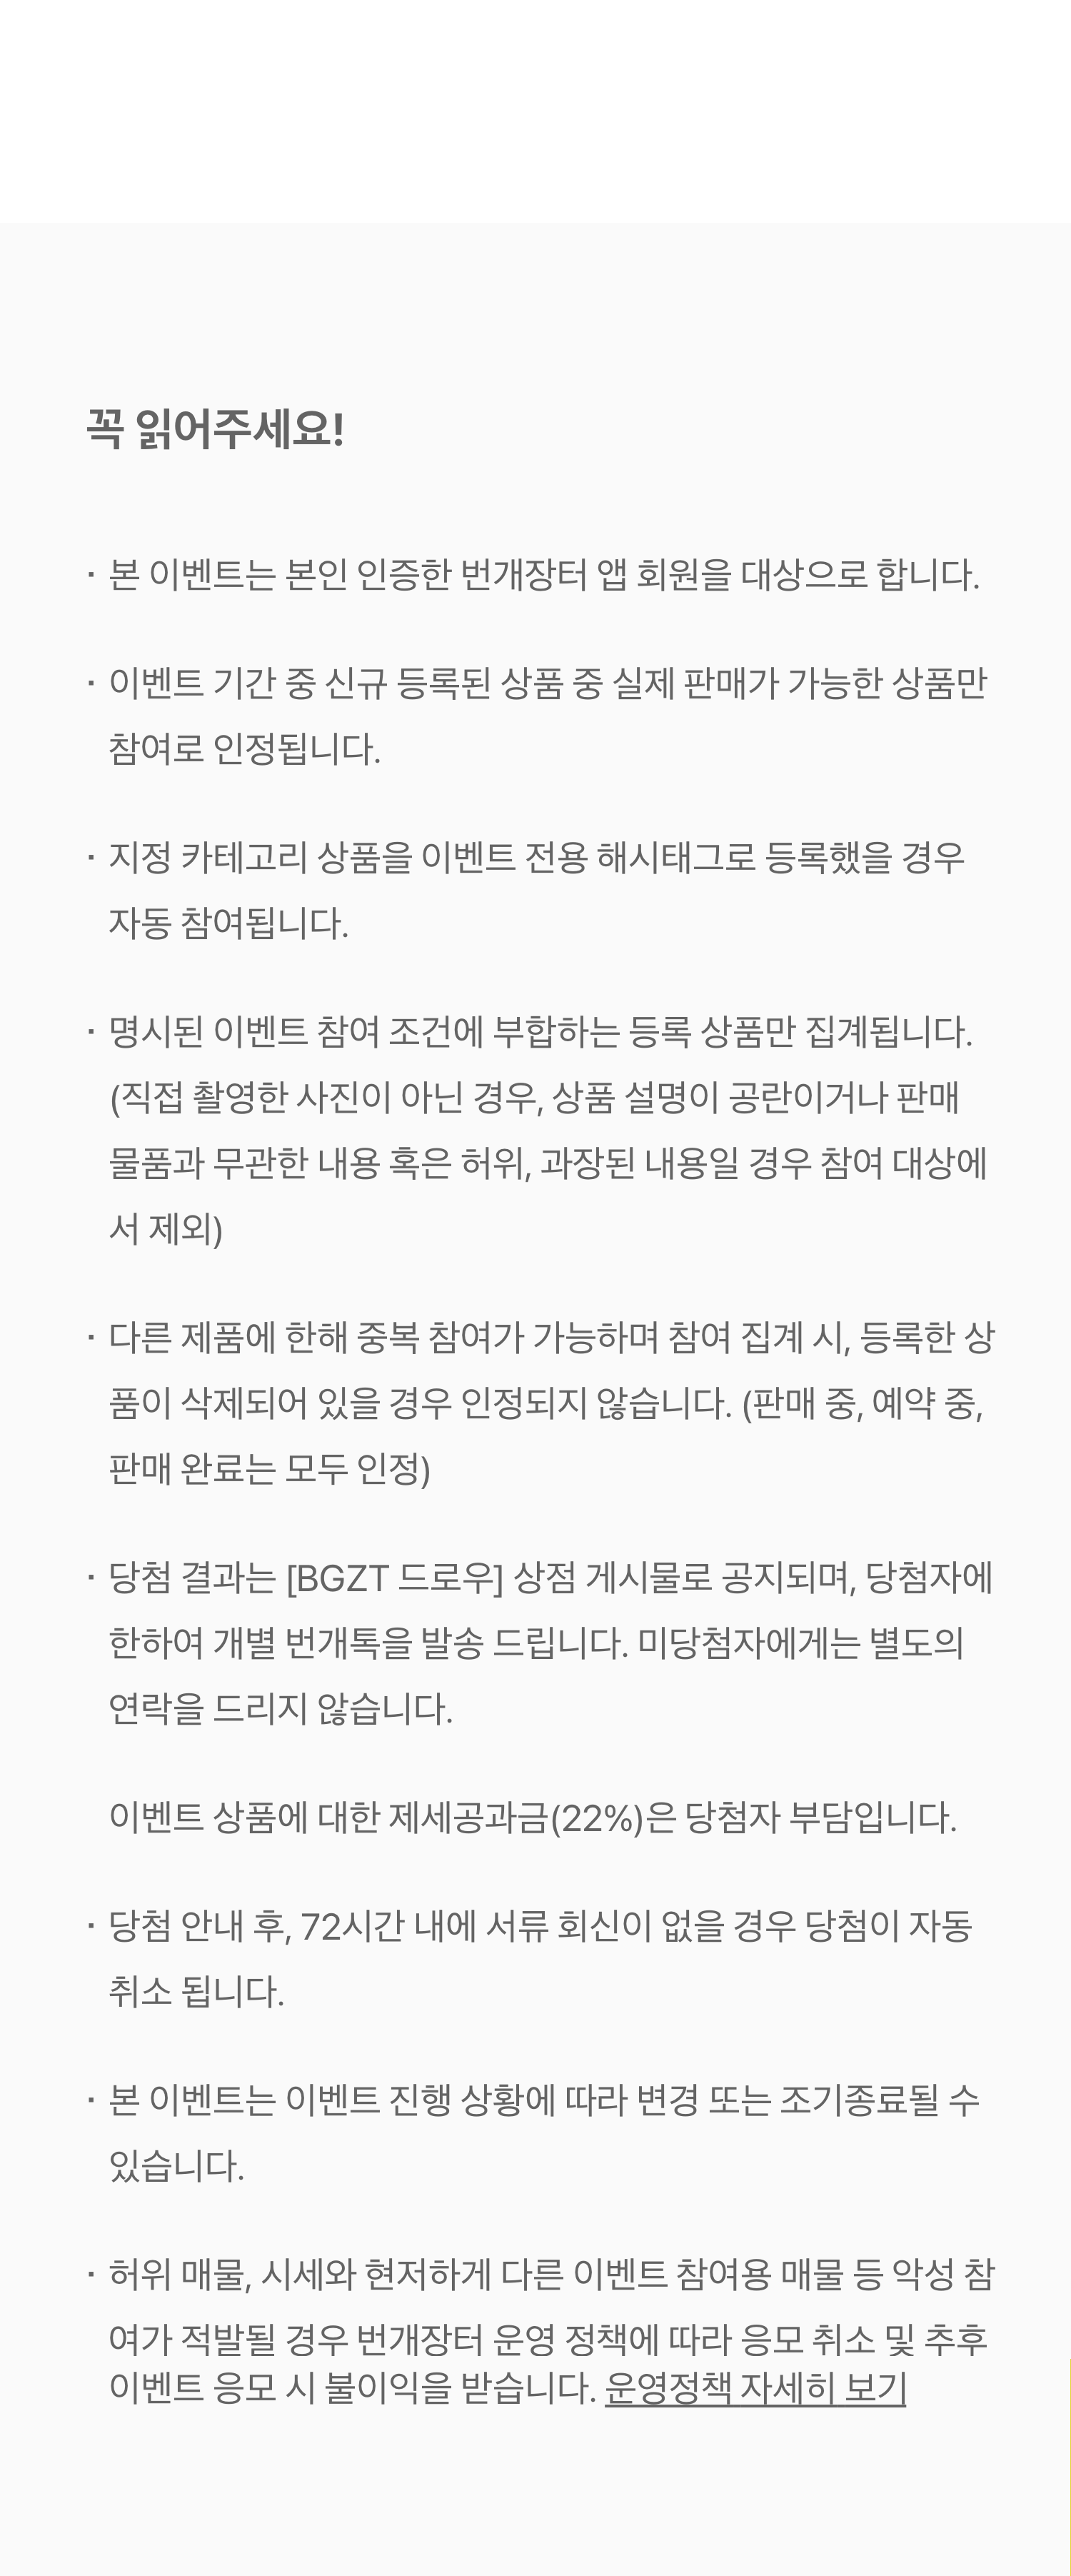 꼭 읽어주세요!
· 본 이벤트는 본인 인증한 번개장터 앱 회원을 대상으로 합니다.
· 이벤트 기간 중 신규 등록된 상품 중 실제 판매가 가능한 상품만
참여로 인정됩니다.
· 지정 카테고리 상품을 이벤트 전용 해시태그로 등록했을 경우
자동 참여됩니다.
· 명시된 이벤트 참여 조건에 부합하는 등록 상품만 집계됩니다.
(직접 촬영한 사진이 아닌 경우, 상품 설명이 공란이거나 판매
물품과 무관한 내용 혹은 허위, 과장된 내용일 경우 참여 대상에
서 제외)
· 다른 제품에 한해 중복 참여가 가능하며 참여 집계 시, 등록한 상
품이 삭제되어 있을 경우 인정되지 않습니다. (판매 중, 예약 중,
판매 완료는 모두 인정)
· 당첨 결과는 [BGZT 드로우] 상점 게시물로 공지되며, 당첨자에
한하여 개별 번개톡을 발송 드립니다. 미당첨자에게는 별도의
연락을 드리지 않습니다.
이벤트 상품에 대한 제세공과금(22%)은 당첨자 부담입니다.
· 당첨 안내 후, 72시간 내에 서류 회신이 없을 경우 당첨이 자동
취소 됩니다.
· 본 이벤트는 이벤트 진행 상황에 따라 변경 또는 조기종료될 수
있습니다.
· 허위 매물, 시세와 현저하게 다른 이벤트 참여용 매물 등 악성 참
여가 적발될 경우 번개장터 운영 정책에 따라 응모 취소 및 추후
이벤트 응모 시 불이익을 받습니다. 운영정책 자세히 보기